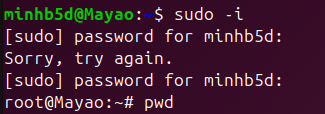 minhb5d@Mayao:~$ sudo -i
[sudo] password for minhb5d:
Sorry, try again.
[sudo] password for minhb5d:
root@Mayao:~# pwd